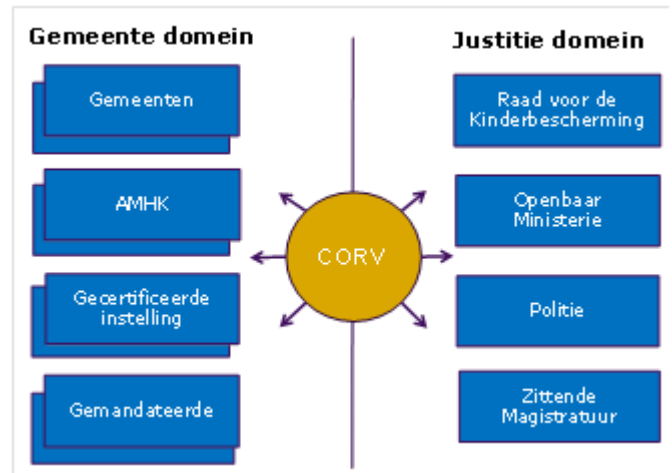 Gemeente domein
Gemeenten
AMHK
Gecertificeerde
instelling
Gemandateerde
CORV
Justitie domein
Raad voor de
Kinderbescherming
Openbaar
Ministerie
Politie
Zittende
Magistratuur